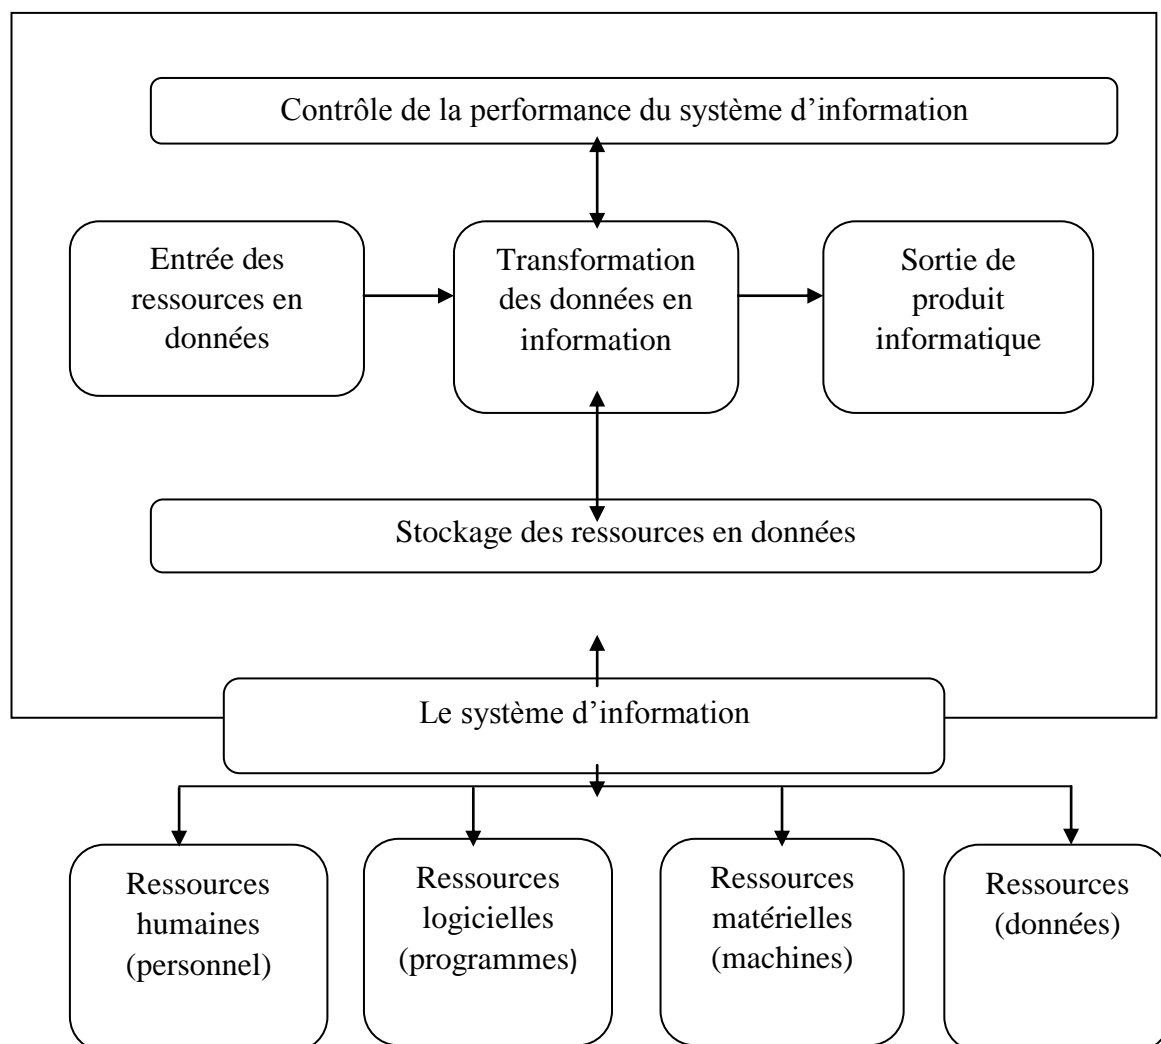 Contrôle de la performance du système d’information
Entrée des
ressources en
données
Transformation
des données en
information
Sortie de
produit
informatique
Stockage des ressources en données
Le système d’information
Ressources
humaines
(personnel)
Ressources
logicielles
(programmes)
Ressources
matérielles
(machines)
Ressources
(données)